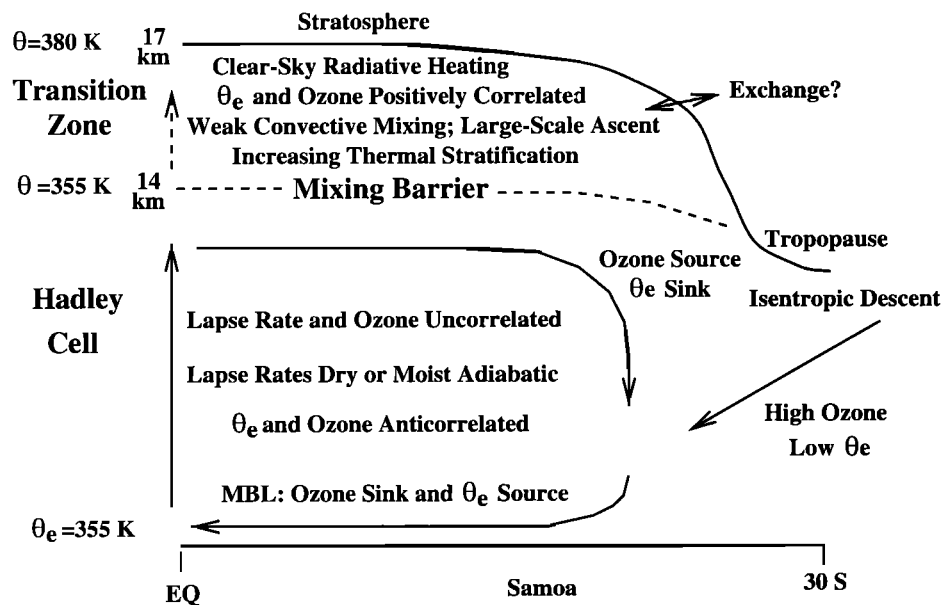 Stratosphere
θ=380 K
17
km
Transition
Zone
Clear-Sky Radiative Heating
θe and Ozone Positively Correlated
Weak Convective Mixing; Large-Scale Ascent
Increasing Thermal Stratification
Exchange?
θ=355 K
14
km
Mixing Barrier
Tropopause
Ozone Source
θe Sink
Isentropic Descent
Hadley
Cell
Lapse Rate and Ozone Uncorrelated
Lapse Rates Dry or Moist Adiabatic
θe and Ozone Anticorrelated
High Ozone
Low θe
MBL: Ozone Sink and θe Source
θe=355 K
EQ
Samoa
30 S